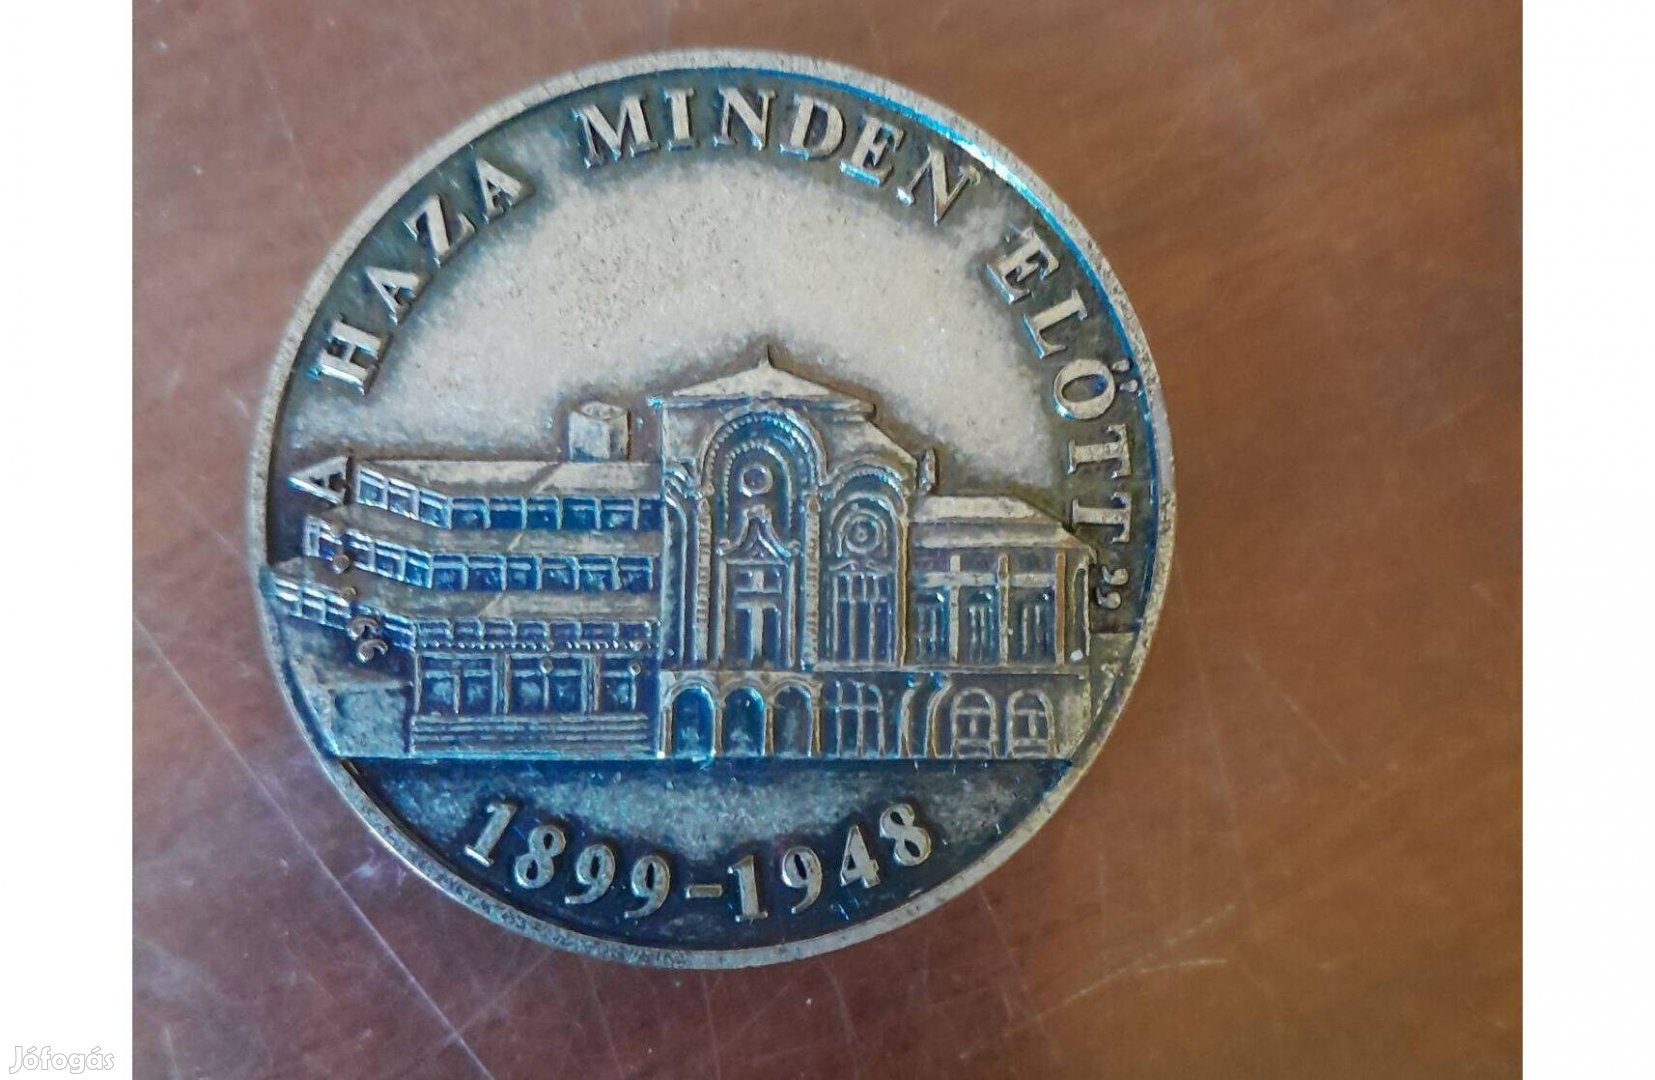 „A HAZA MINDEN ELŐTT”
1899-1948
Jófogás